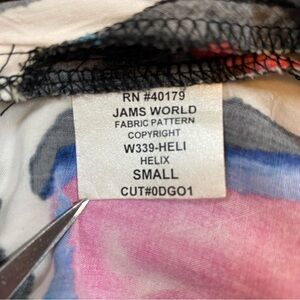 RN #40179
JAMS WORLD
FABRIC PATTERN
COPYRIGHT
W339-HELI
HELIX
SMALL
CUT#0DGO1